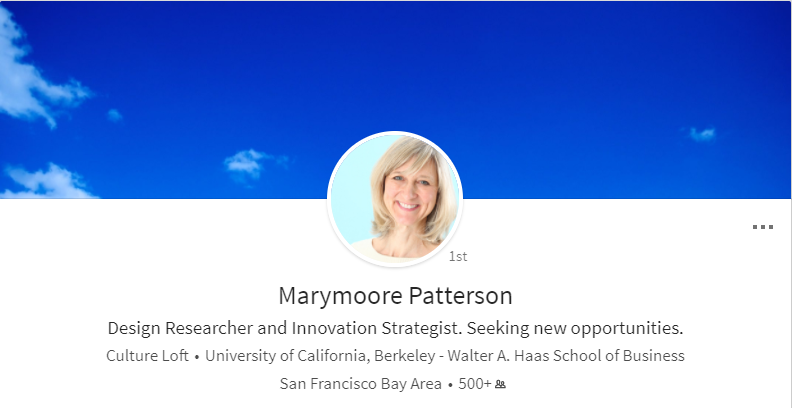 1st
Marymoore Patterson
Design Researcher and Innovation Strategist. Seeking new opportunities.
Culture Loft • University of California, Berkeley - Walter A. Haas School of Business
San Francisco Bay Area • 500+